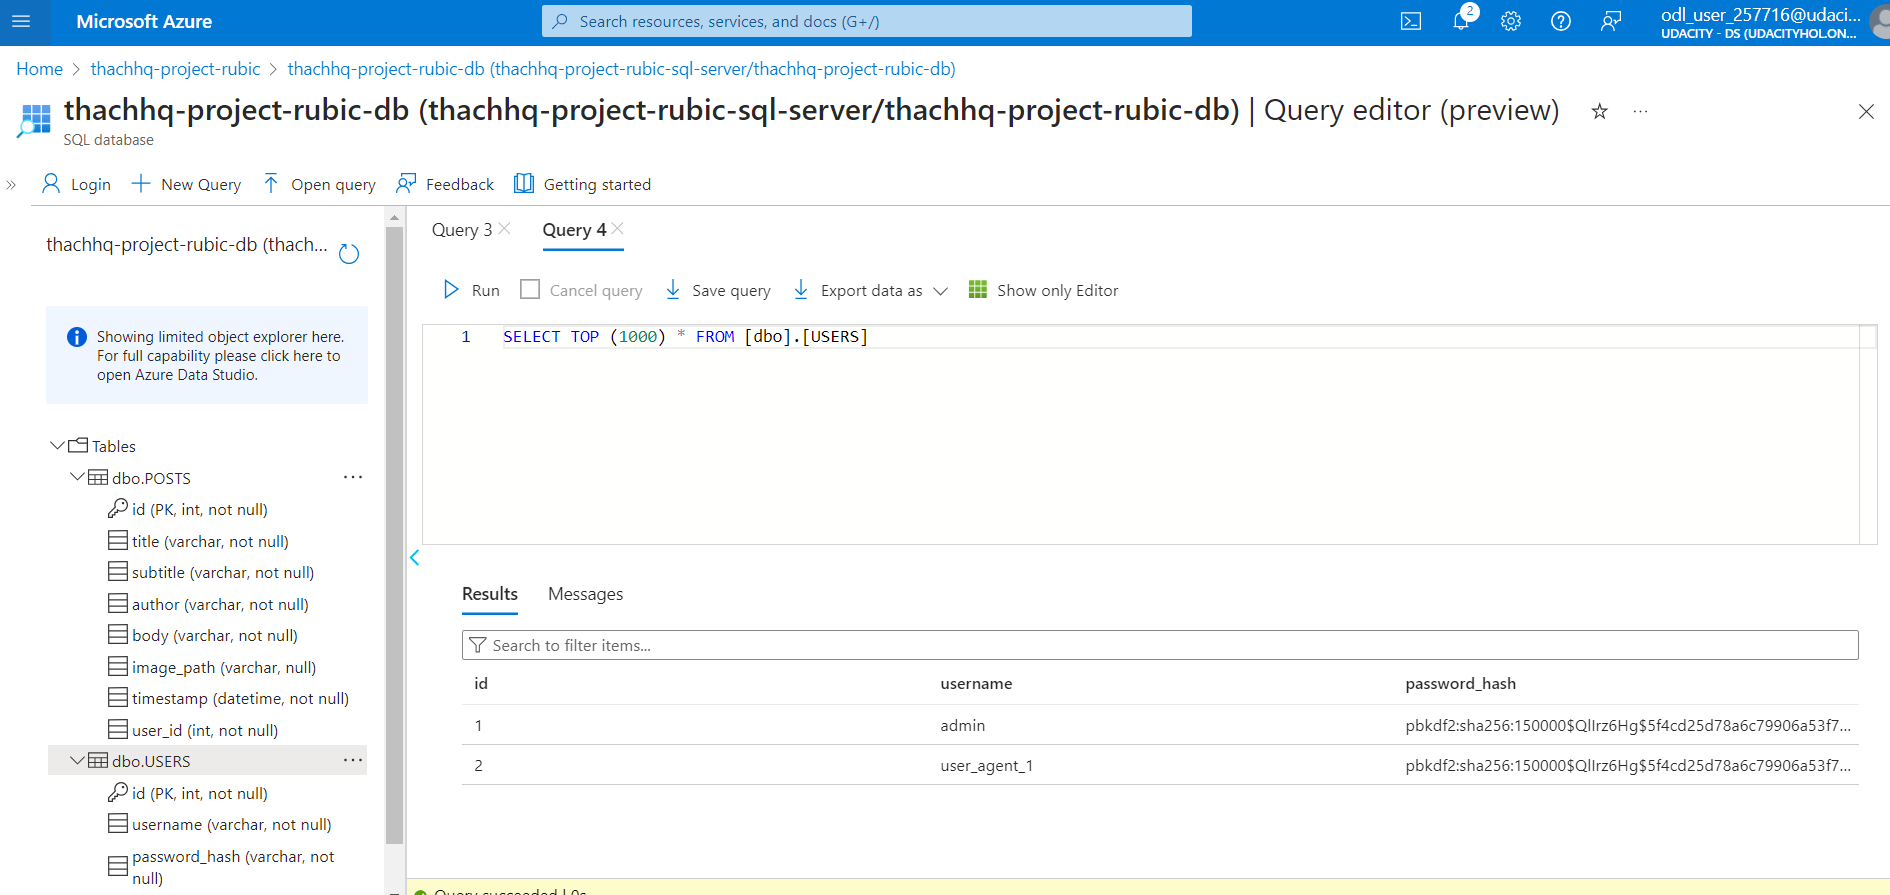 Microsoft Azure
Search resources, services, and docs (G+/)
2
odl_user_257716@udaci...
UDACITY - DS (UDACITYHOL.ON...
Home > thachhq-project-rubic > thachhq-project-rubic-db (thachhq-project-rubic-sql-server/thachhq-project-rubic-db)
thachhq-project-rubic-db (thachhq-project-rubic-sql-server/thachhq-project-rubic-db) | Query editor (preview)
SQL database
Login
New Query
Open query
Feedback
Getting started
thachhq-project-rubic-db (thach...
Showing limited object explorer here.
For full capability please click here to
open Azure Data Studio.
Tables
dbo.POSTS
id (PK, int, not null)
title (varchar, not null)
subtitle (varchar, not null)
author (varchar, not null)
body (varchar, not null)
image_path (varchar, null)
timestamp (datetime, not null)
user_id (int, not null)
dbo.USERS
id (PK, int, not null)
username (varchar, not null)
password_hash (varchar, not
null)
Query 3
Query 4
Run
Cancel query
Save query
Export data as
Show only Editor
1 SELECT TOP (1000) * FROM [dbo].[USERS]
Results
Messages
Search to filter items...
id username password_hash
1 admin pbkdf2:sha256:150000$QlIrz6Hg$5f4cd25d78a6c79906a53f7...
2 user_agent_1 pbkdf2:sha256:150000$QlIrz6Hg$5f4cd25d78a6c79906a53f7...
Query succeeded | 0s